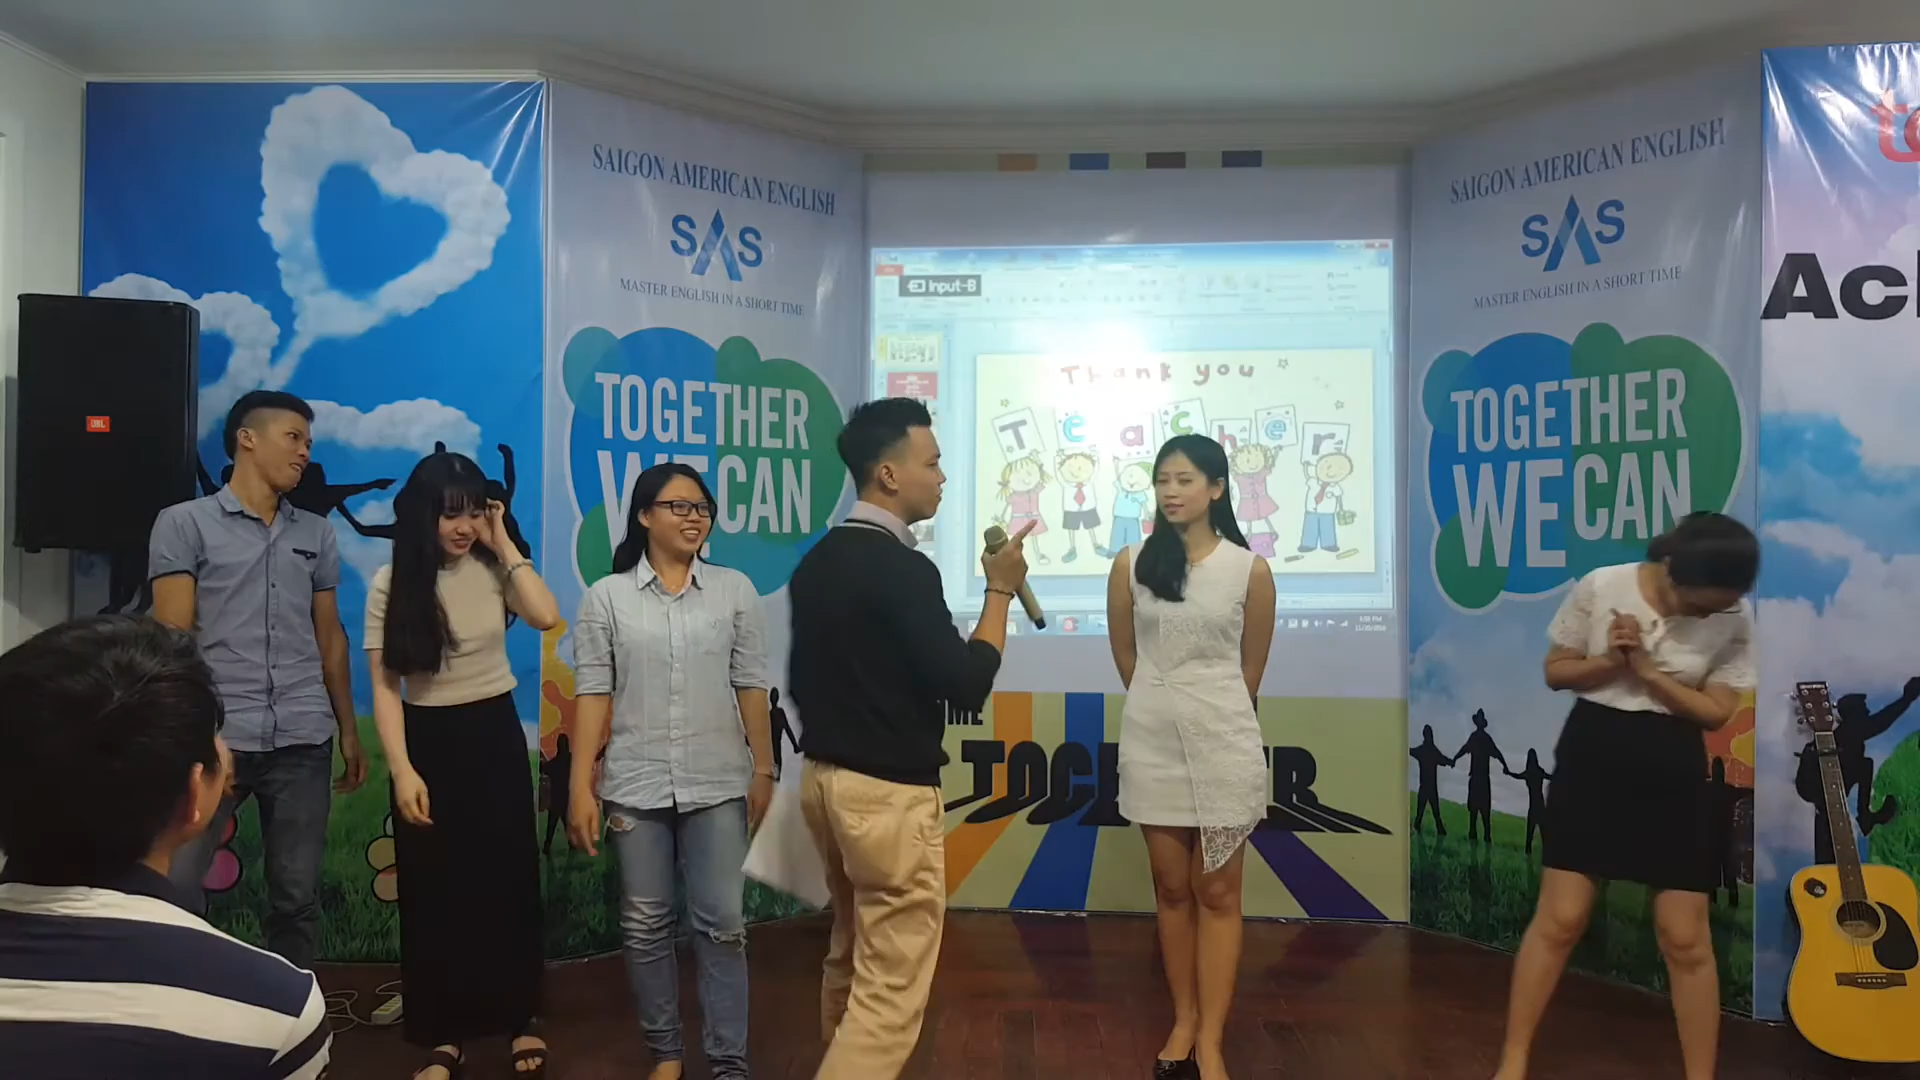 SAIGON AMERICAN ENGLISH
SAS
MASTER ENGLISH IN A SHORT TIME
TOGETHER
WE CAN
JBL
Input-B
Thank you
Teacher
SAIGON AMERICAN ENGLISH
SAS
MASTER ENGLISH IN A SHORT TIME
TOGETHER
WE CAN